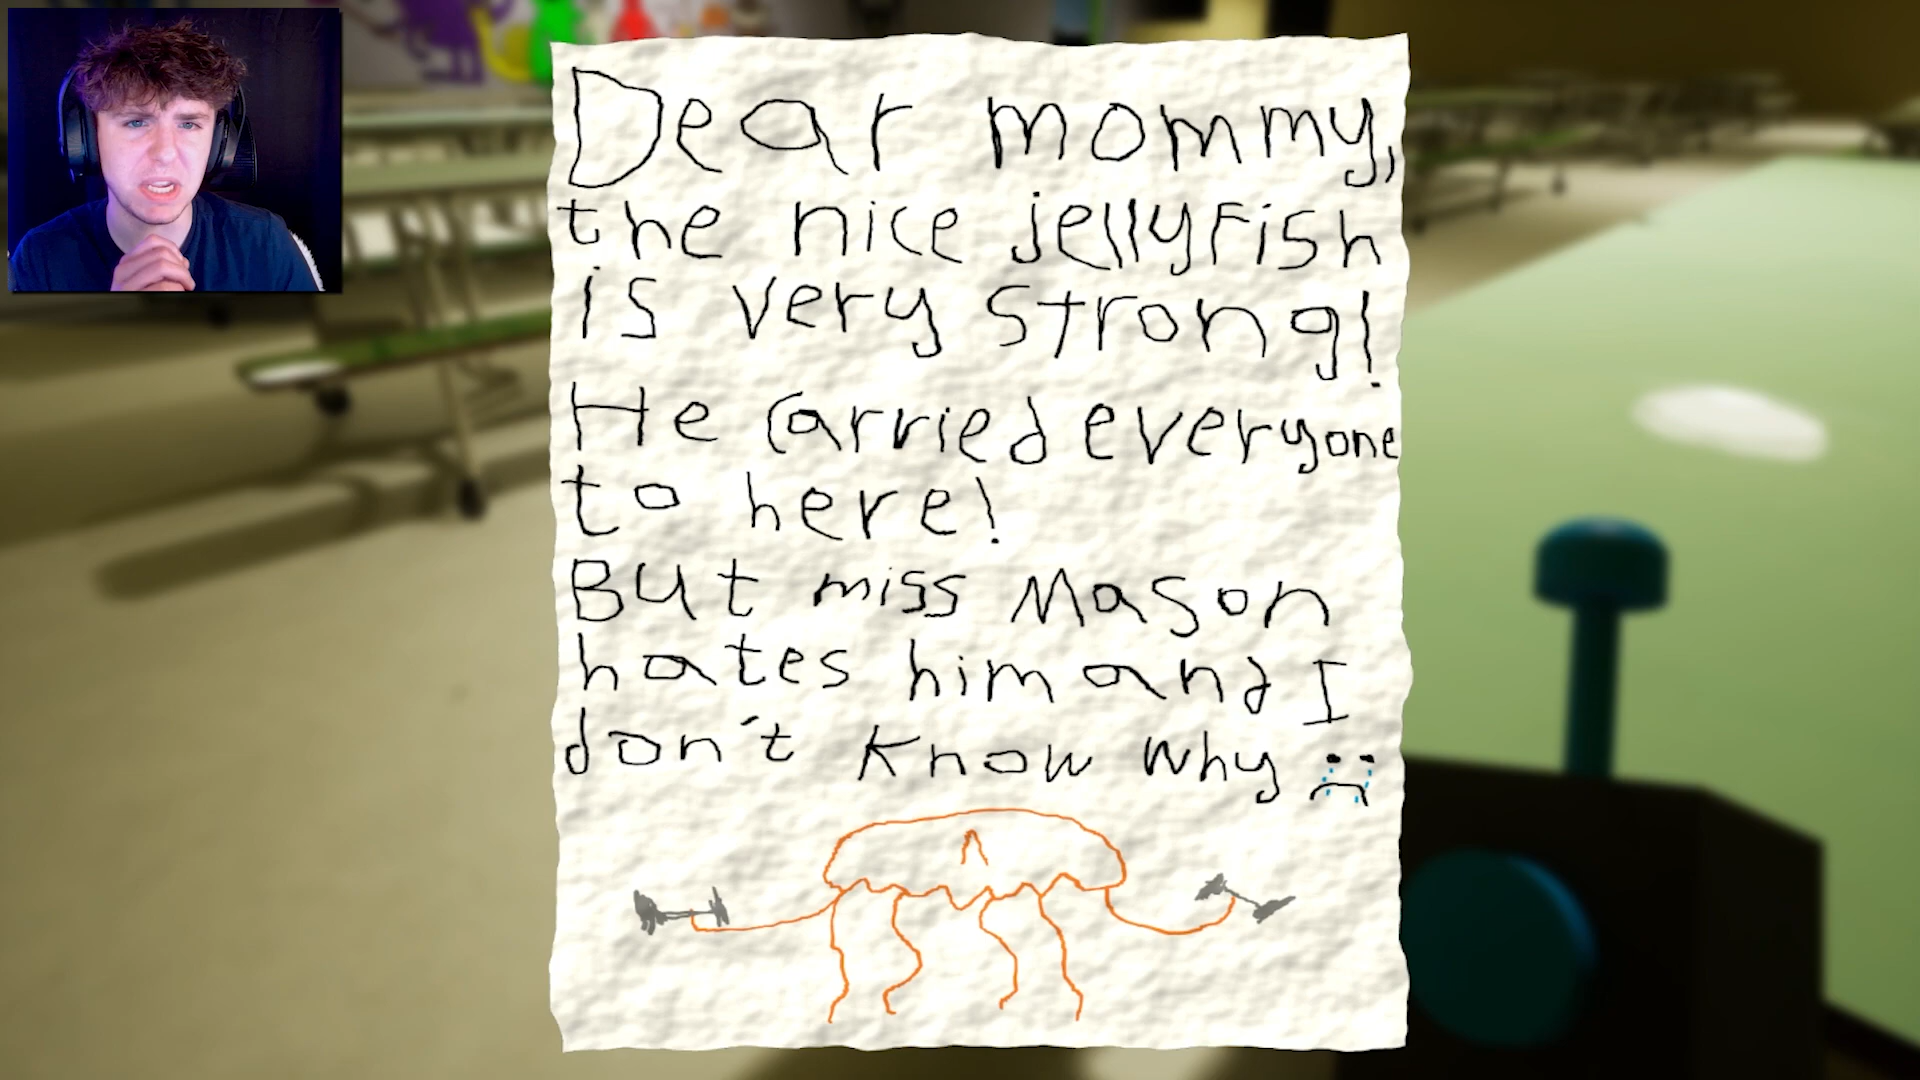 Dear mommy,
the nice jellyfish
is very strong!
He carried everyone
to here!
But miss Mason
hates him and I
don't know why